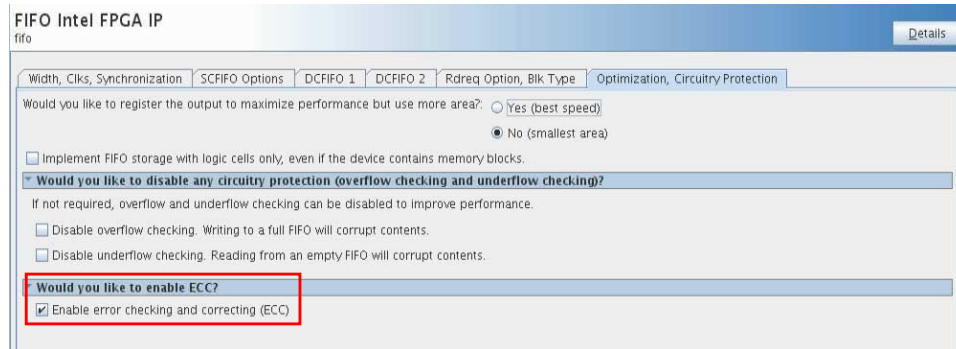 FIFO Intel FPGA IP
fifo
Details
Width, Clks, Synchronization SCFIFO Options DCFIFO 1 DCFIFO 2 Rdreq Option, Blk Type Optimization, Circuitry Protection
Would you like to register the output to maximize performance but use more area?: Yes (best speed)
No (smallest area)
Implement FIFO storage with logic cells only, even if the device contains memory blocks.
Would you like to disable any circuitry protection (overflow checking and underflow checking)?
If not required, overflow and underflow checking can be disabled to improve performance.
Disable overflow checking. Writing to a full FIFO will corrupt contents.
Disable underflow checking. Reading from an empty FIFO will corrupt contents.
Would you like to enable ECC?
Enable error checking and correcting (ECC)